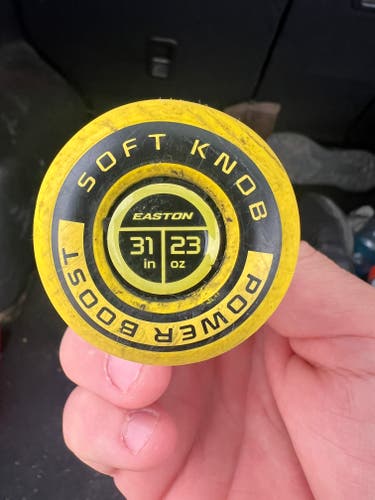 SOFT KNOB
EASTON
31 23
in oz
POWER BOOST